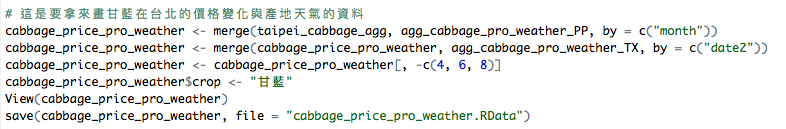 # 這是要拿來畫甘藍在台北的價格變化與產地天氣的資料
cabbage_price_pro_weather <- merge(taipei_cabbage_agg, agg_cabbage_pro_weather_PP, by = c("month"))
cabbage_price_pro_weather <- merge(cabbage_price_pro_weather, agg_cabbage_pro_weather_TX, by = c("date2"))
cabbage_price_pro_weather <- cabbage_price_pro_weather[, -c(4, 6, 8)]
cabbage_price_pro_weather$crop <- "甘藍"
View(cabbage_price_pro_weather)
save(cabbage_price_pro_weather, file = "cabbage_price_pro_weather.RData")